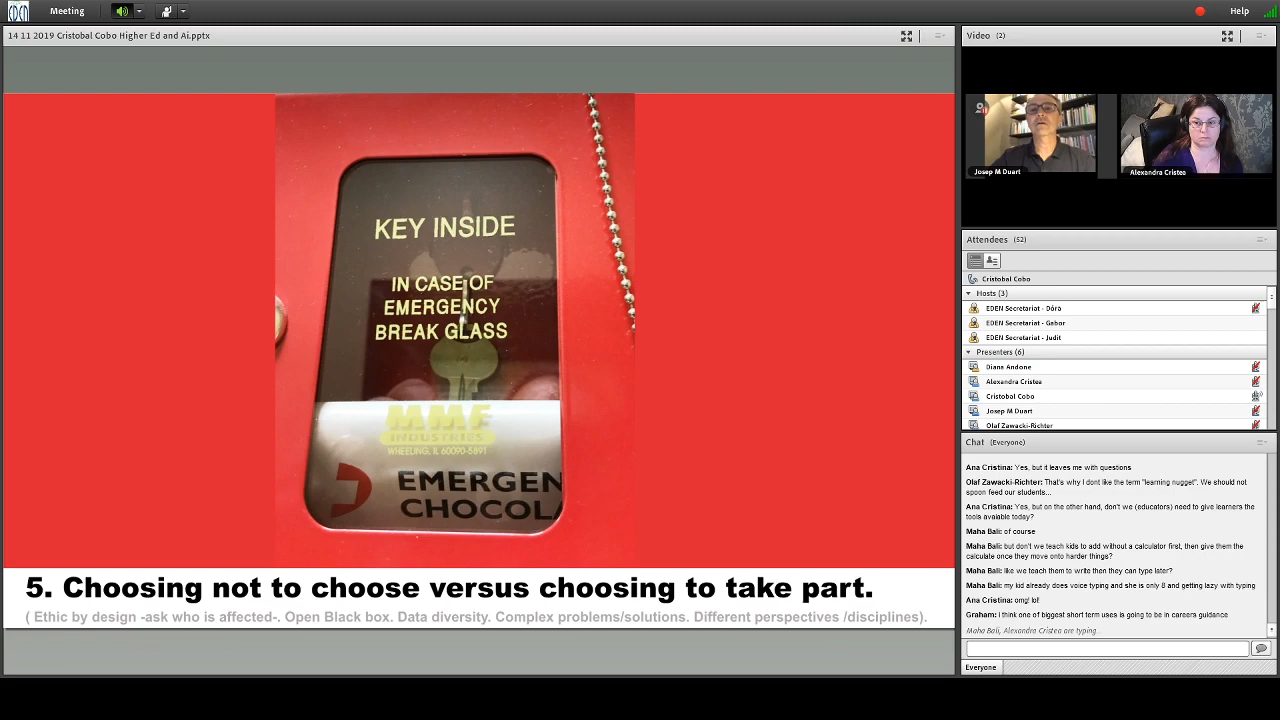 EDEN
Meeting
Help
14 11 2019 Cristobal Cobo Higher Ed and Ai.pptx
KEY INSIDE
IN CASE OF
EMERGENCY
BREAK GLASS
MMF
INDUSTRIES
WHEELING, IL 60090-5891
EMERGEN
CHOCOLA
5. Choosing not to choose versus choosing to take part.
( Ethic by design -ask who is affected-. Open Black box. Data diversity. Complex problems/solutions. Different perspectives /disciplines).
Video (2)
Josep M Duart
Alexandra Cristea
Attendees (52)
Cristobal Cobo
Hosts (3)
EDEN Secretariat - Dóra
EDEN Secretariat - Gabor
EDEN Secretariat - Judit
Presenters (6)
Diana Andone
Alexandra Cristea
Cristobal Cobo
Josep M Duart
Olaf Zawacki-Richter
Chat (Everyone)
Ana Cristina: Yes, but it leaves me with questions
Olaf Zawacki-Richter: That's why I dont like the term "learning nugget". We should not
spoon feed our students...
Ana Cristina: Yes, but on the other hand, don't we (educators) need to give learners the
tools avaiable today?
Maha Bali: of course
Maha Bali: but don't we teach kids to add without a calculator first, then give them the
calculate once they move onto harder things?
Maha Bali: like we teach them to write then they can type later?
Maha Bali: my kid already does voice typing and she is only 8 and getting lazy with typing
Ana Cristina: omg! lol!
Graham: I think one of biggest short term uses is going to be in careers guidance
Maha Bali, Alexandra Cristea are typing...
Everyone